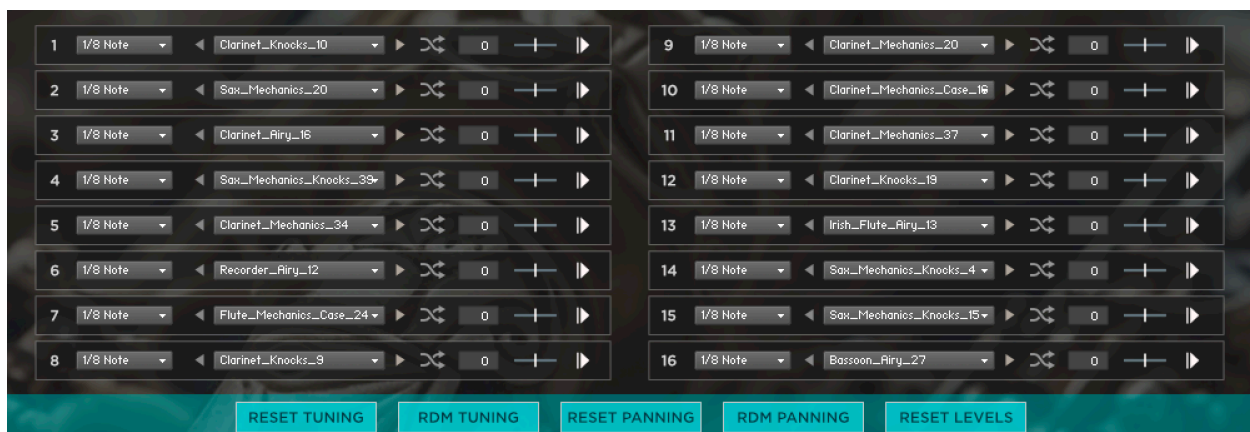 1 1/8 Note Clarinet_Knocks_10 0
2 1/8 Note Sax_Mechanics_20 0
3 1/8 Note Clarinet_Airy_16 0
4 1/8 Note Sax_Mechanics_Knocks_39 0
5 1/8 Note Clarinet_Mechanics_34 0
6 1/8 Note Recorder_Airy_12 0
7 1/8 Note Flute_Mechanics_Case_24 0
8 1/8 Note Clarinet_Knocks_9 0
9 1/8 Note Clarinet_Mechanics_20 0
10 1/8 Note Clarinet_Mechanics_Case_16 0
11 1/8 Note Clarinet_Mechanics_37 0
12 1/8 Note Clarinet_Knocks_19 0
13 1/8 Note Irish_Flute_Airy_13 0
14 1/8 Note Sax_Mechanics_Knocks_4 0
15 1/8 Note Sax_Mechanics_Knocks_15 0
16 1/8 Note Bassoon_Airy_27 0
RESET TUNING RDM TUNING RESET PANNING RDM PANNING RESET LEVELS